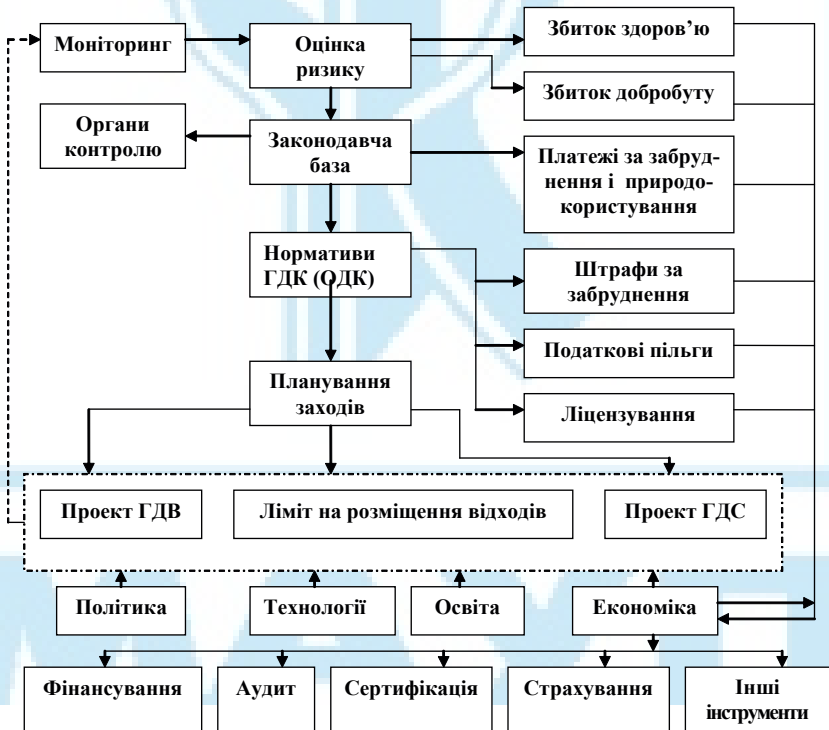 Моніторинг
Оцінка
ризику
Збиток здоров’ю
Збиток добробуту
Органи
контролю
Законодавча
база
Платежі за забруд-
нення і природо-
користування
Нормативи
ГДК (ОДК)
Штрафи за
забруднення
Податкові пільги
Планування
заходів
Ліцензування
Проект ГДВ
Ліміт на розміщення відходів
Проект ГДС
Політика
Технології
Освіта
Економіка
Фінансування
Аудит
Сертифікація
Страхування
Інші
інструменти